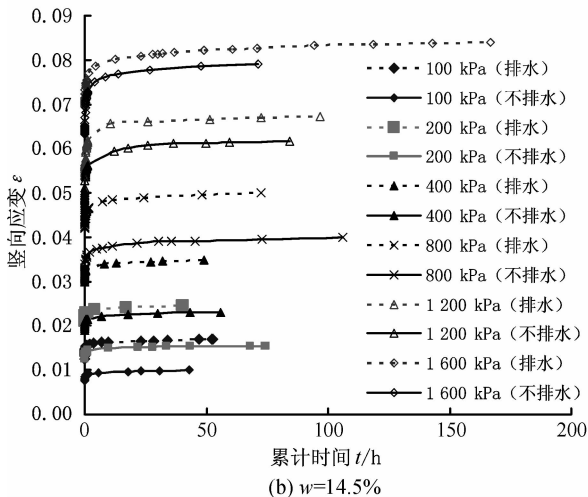 0.09
0.08
0.07
0.06
0.05
0.04
0.03
0.02
0.01
0.00
竖向应变 ε
100 kPa（排水）
100 kPa（不排水）
200 kPa（排水）
200 kPa（不排水）
400 kPa（排水）
400 kPa（不排水）
800 kPa（排水）
800 kPa（不排水）
1 200 kPa（排水）
1 200 kPa（不排水）
1 600 kPa（排水）
1 600 kPa（不排水）
0 50 100 150 200
累计时间 t/h
(b) w=14.5%